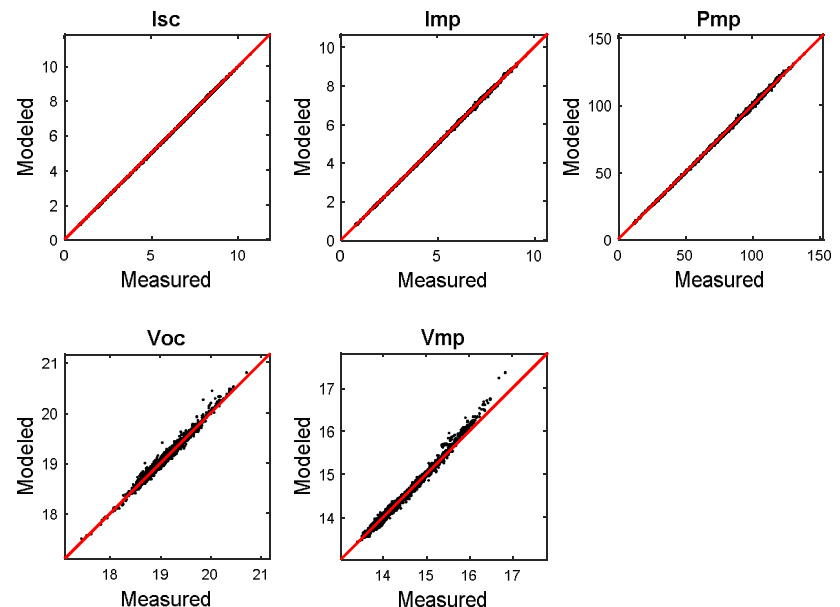 Isc
Imp
Pmp
10
8
6
4
2
0
Modeled
0 5 10
Measured
10
8
6
4
2
0
Modeled
0 5 10
Measured
150
100
50
0
Modeled
0 50 100 150
Measured
Voc
Vmp
21
20
19
18
Modeled
18 19 20 21
Measured
17
16
15
14
Modeled
14 15 16 17
Measured